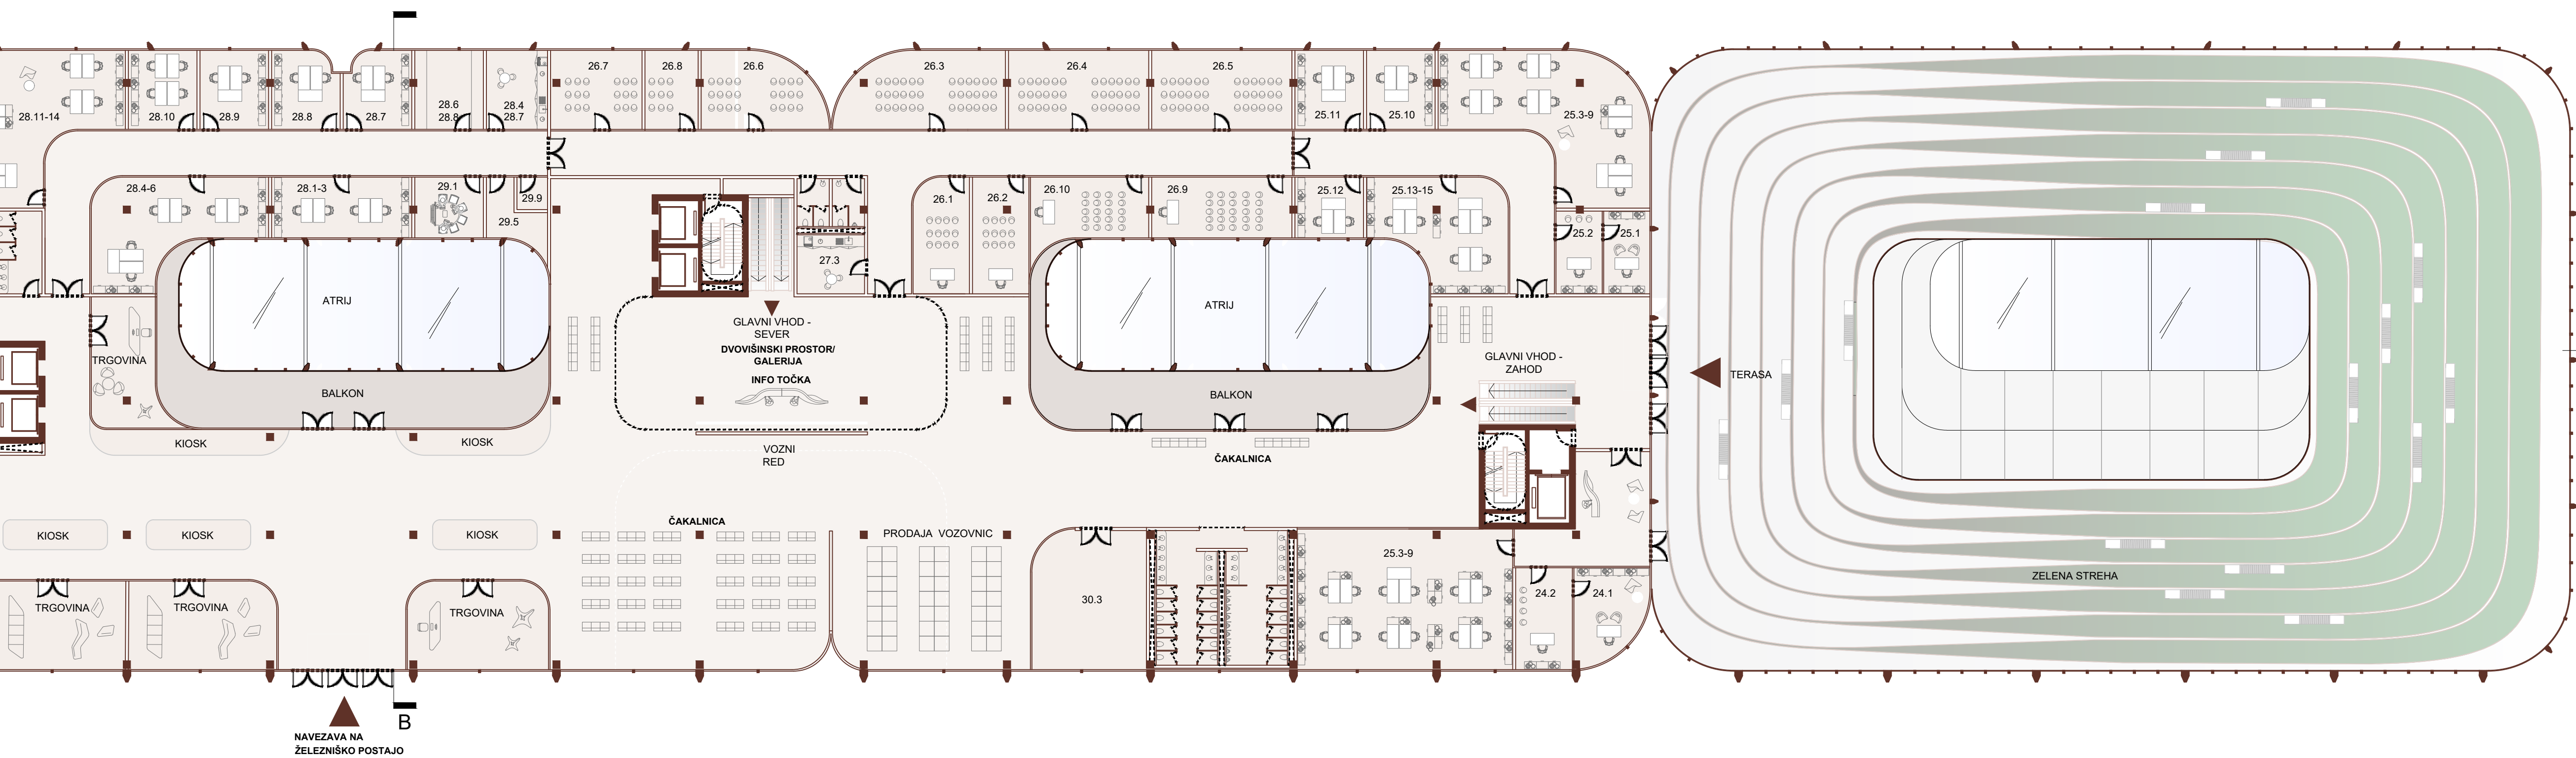 26.7
26.8
26.6
26.3
26.4
26.5
28.11-14
28.10
28.9
28.8
28.7
28.6
28.8
28.4
28.7
25.11
25.10
25.3-9
28.4-6
28.1-3
29.1
29.9
29.5
26.1
26.2
26.10
26.9
25.12
25.13-15
25.2
25.1
27.3
ATRIJ
ATRIJ
GLAVNI VHOD -
SEVER
DVOVIŠINSKI PROSTOR/
GALERIJA
INFO TOČKA
TRGOVINA
GLAVNI VHOD -
ZAHOD
TERASA
BALKON
BALKON
KIOSK
KIOSK
VOZNI
RED
ČAKALNICA
ČAKALNICA
PRODAJA VOZOVNIC
KIOSK
KIOSK
KIOSK
25.3-9
ZELENA STREHA
TRGOVINA
TRGOVINA
TRGOVINA
30.3
24.2
24.1
B
NAVEZAVA NA
ŽELEZNIŠKO POSTAJO